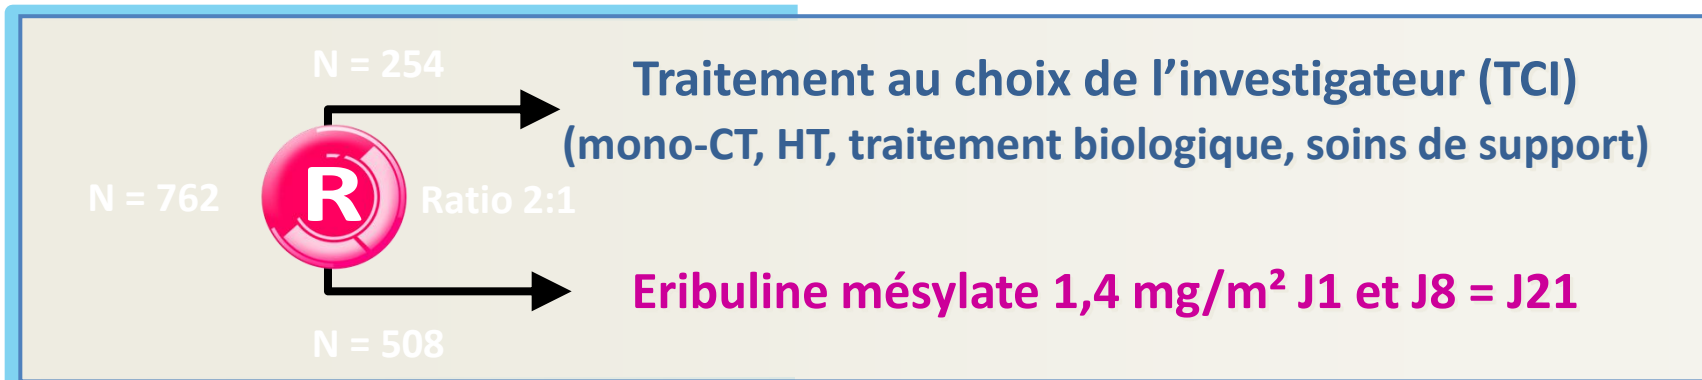 N = 254
Traitement au choix de l’investigateur (TCI)
(mono-CT, HT, traitement biologique, soins de support)
N = 762
R
Ratio 2:1
Eribuline mésylate 1,4 mg/m² J1 et J8 = J21
N = 508